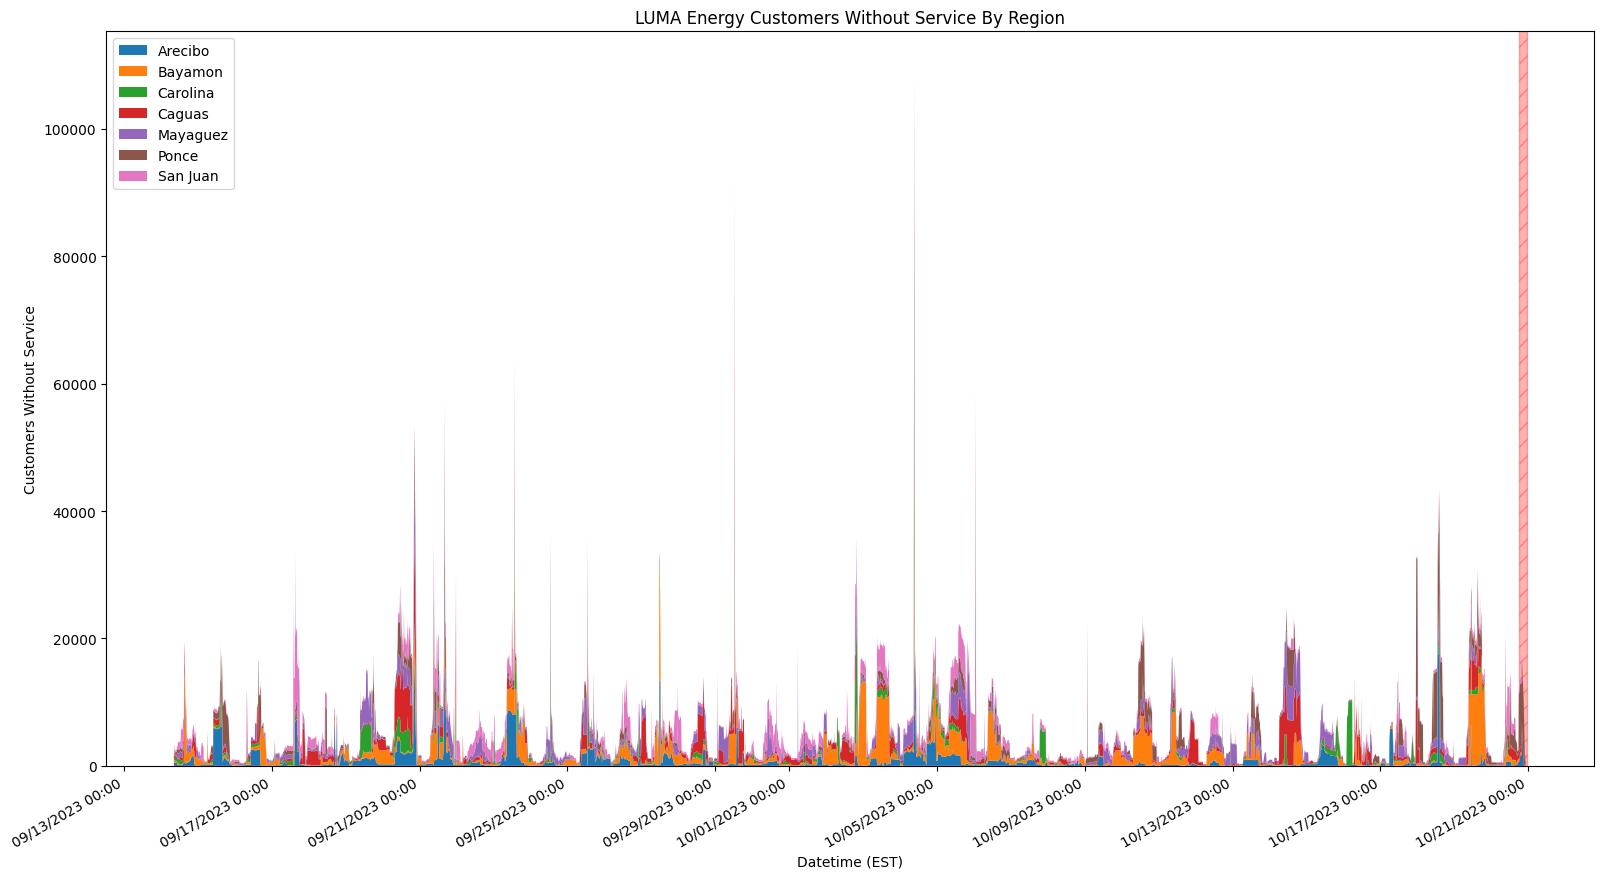 LUMA Energy Customers Without Service By Region
Arecibo
Bayamon
Carolina
Caguas
Mayaguez
Ponce
San Juan
100000
80000
60000
40000
20000
0
Customers Without Service
09/13/2023 00:00
09/17/2023 00:00
09/21/2023 00:00
09/25/2023 00:00
09/29/2023 00:00
10/01/2023 00:00
10/05/2023 00:00
10/09/2023 00:00
10/13/2023 00:00
10/17/2023 00:00
10/21/2023 00:00
Datetime (EST)